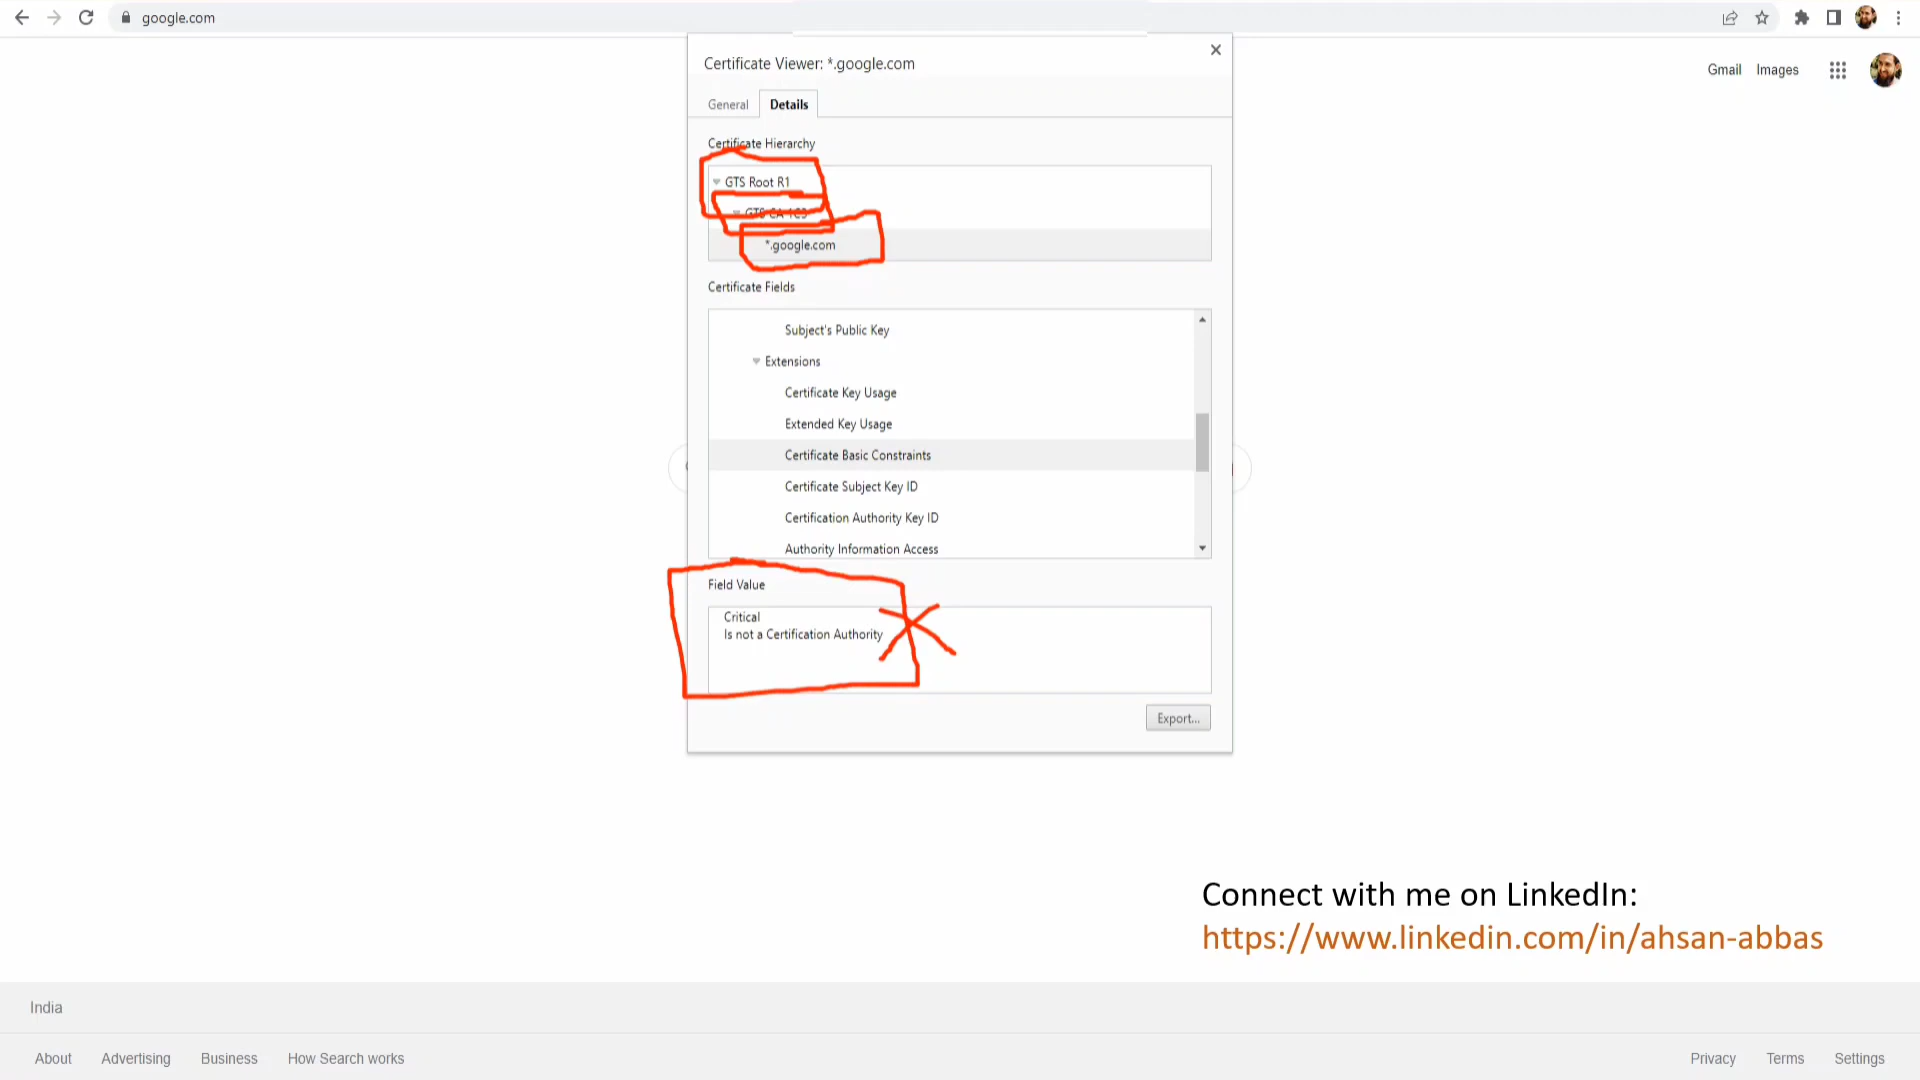 google.com
Gmail
Images
Certificate Viewer: *.google.com
General
Details
Certificate Hierarchy
GTS Root R1
GTS CA 1C3
*.google.com
Certificate Fields
Subject's Public Key
Extensions
Certificate Key Usage
Extended Key Usage
Certificate Basic Constraints
Certificate Subject Key ID
Certification Authority Key ID
Authority Information Access
Field Value
Critical
Is not a Certification Authority
Export...
Connect with me on LinkedIn:
https://www.linkedin.com/in/ahsan-abbas
India
About
Advertising
Business
How Search works
Privacy
Terms
Settings